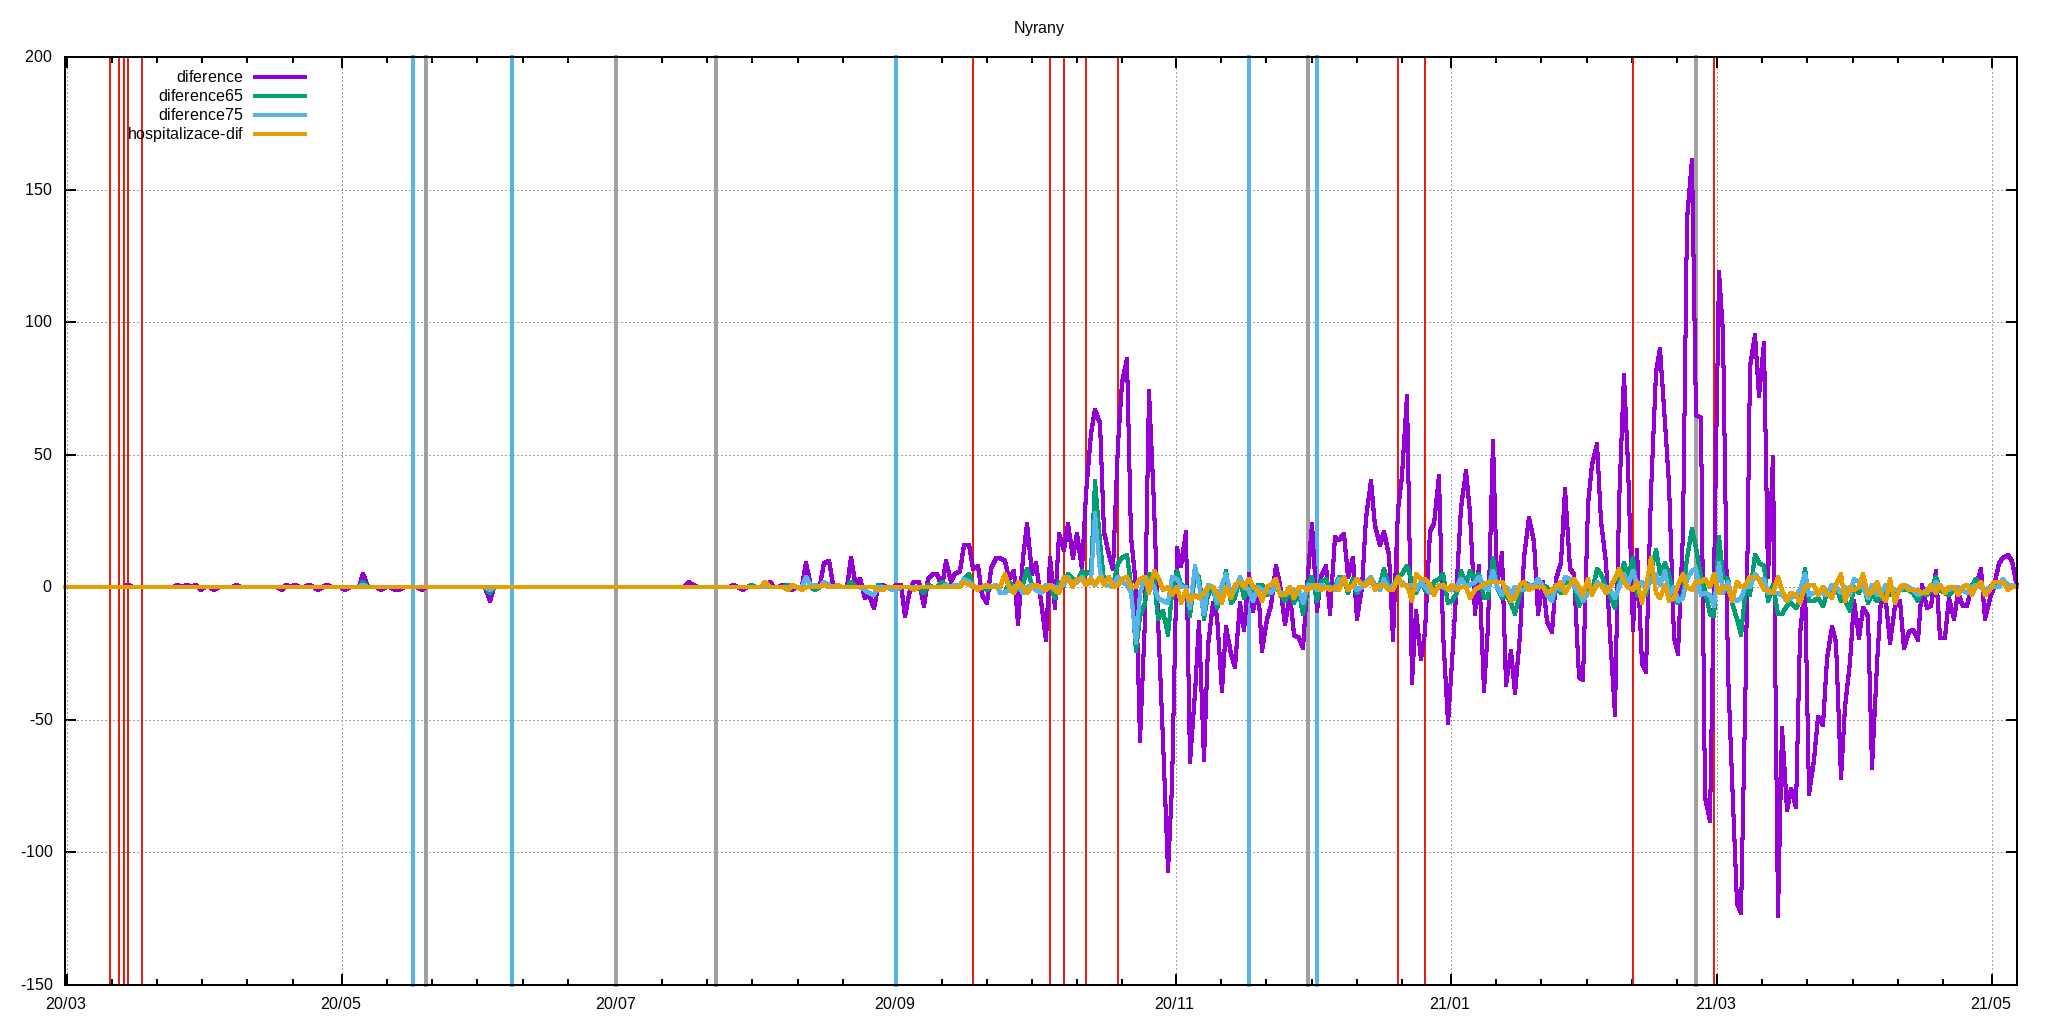 Nyrany
200
150
100
50
0
-50
-100
-150
diference
diference65
diference75
hospitalizace-dif
20/03 20/05 20/07 20/09 20/11 21/01 21/03 21/05